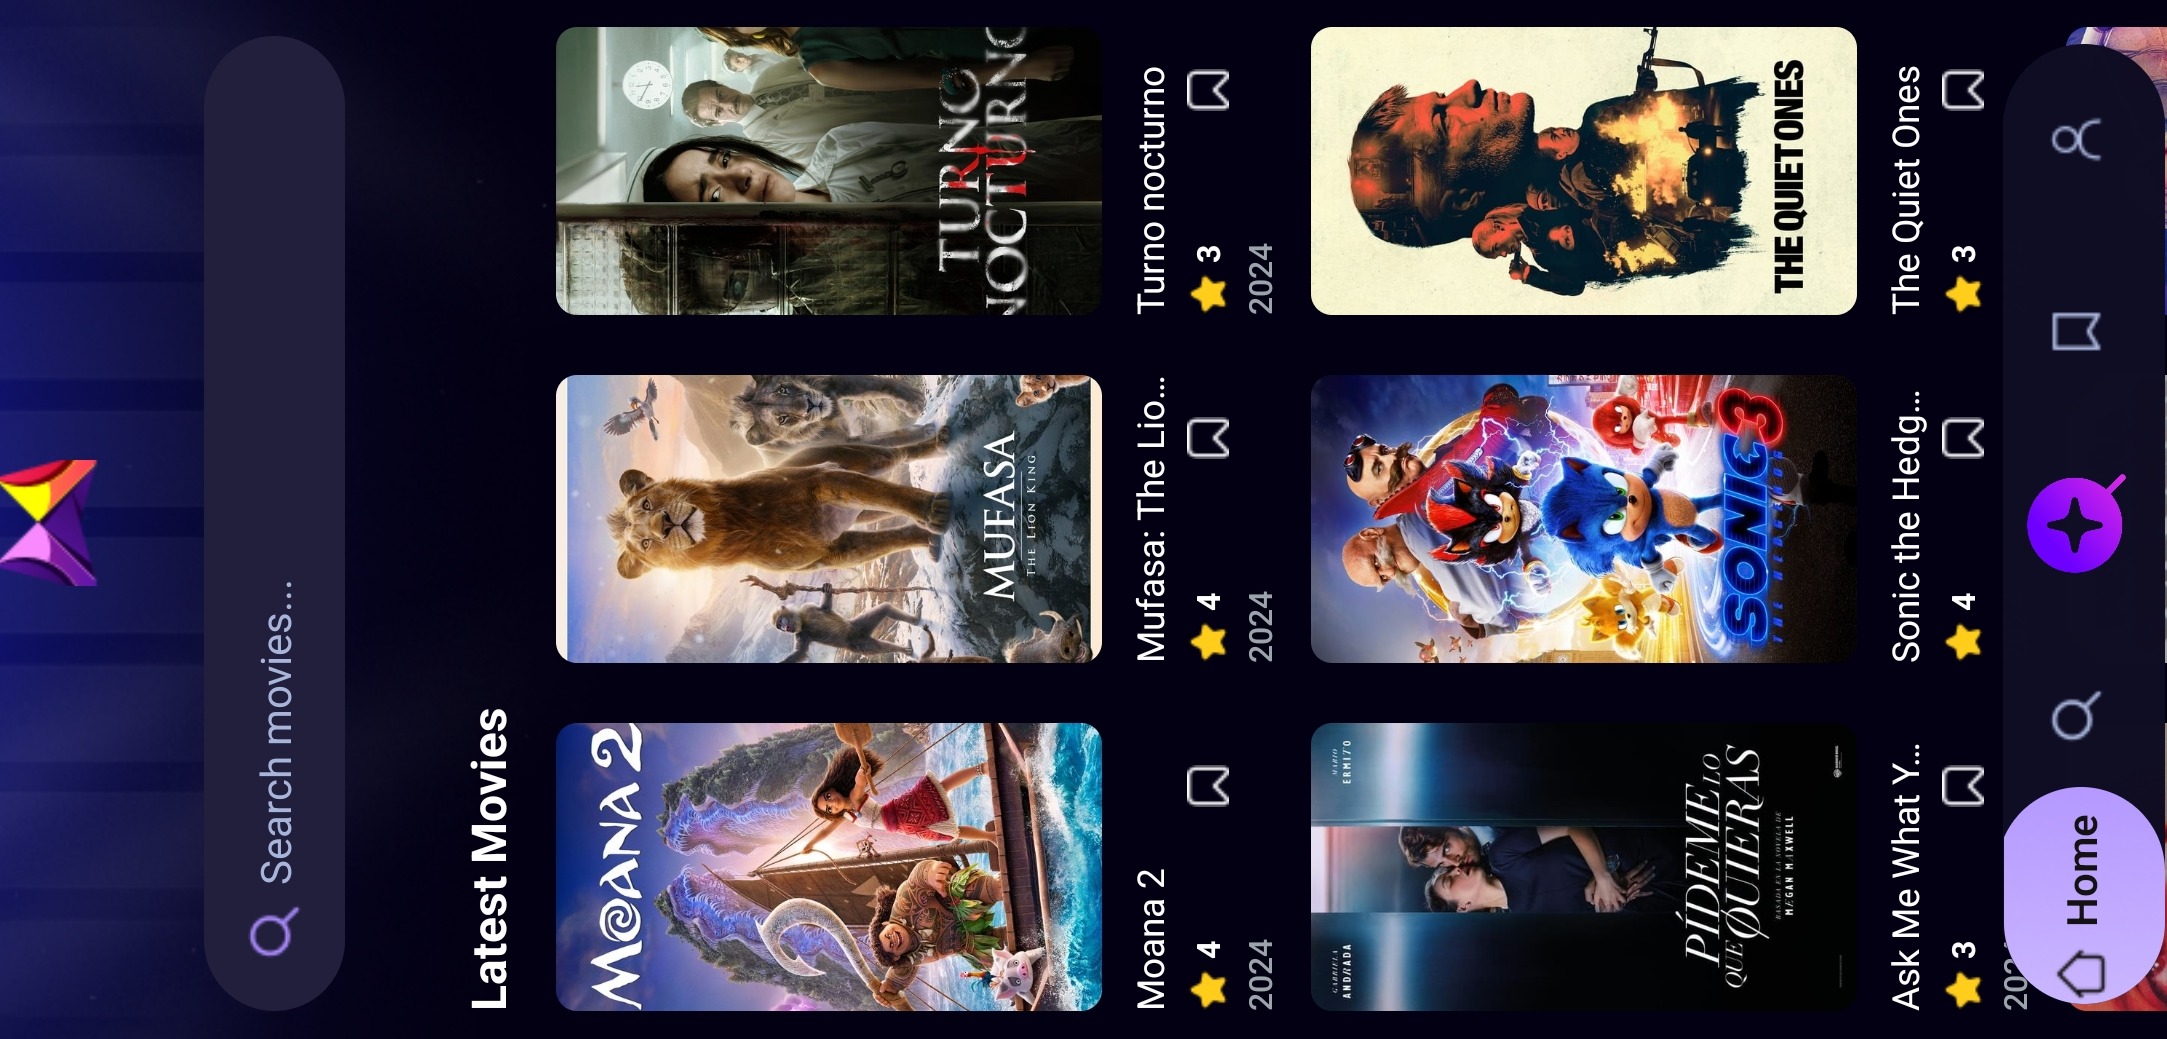 Search movies...
Latest Movies
MOANA 2
MUFASA
THE LION KING
TURNO
NOCTURNO
Moana 2
Mufasa: The Lio...
Turno nocturno
4
4
3
2024
2024
2024
GABRIELA
ANDRADA
MARIO
ERMITO
PÍDEME LO
QUE QUIERAS
BASADA EN LA NOVELA DE
MEGAN MAXWELL
SONIC 3
THE HEDGEHOG
THE QUIET ONES
Ask Me What Y...
Sonic the Hedg...
The Quiet Ones
3
4
3
Home